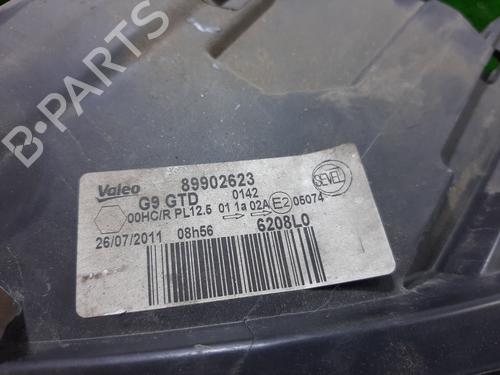 B-PARTS
Valeo 89902623
G9 GTD 0142
00HC/R PL12.5 01 1a 02A E2 05074
SEVEL
26/07/2011 08h56 6208L0